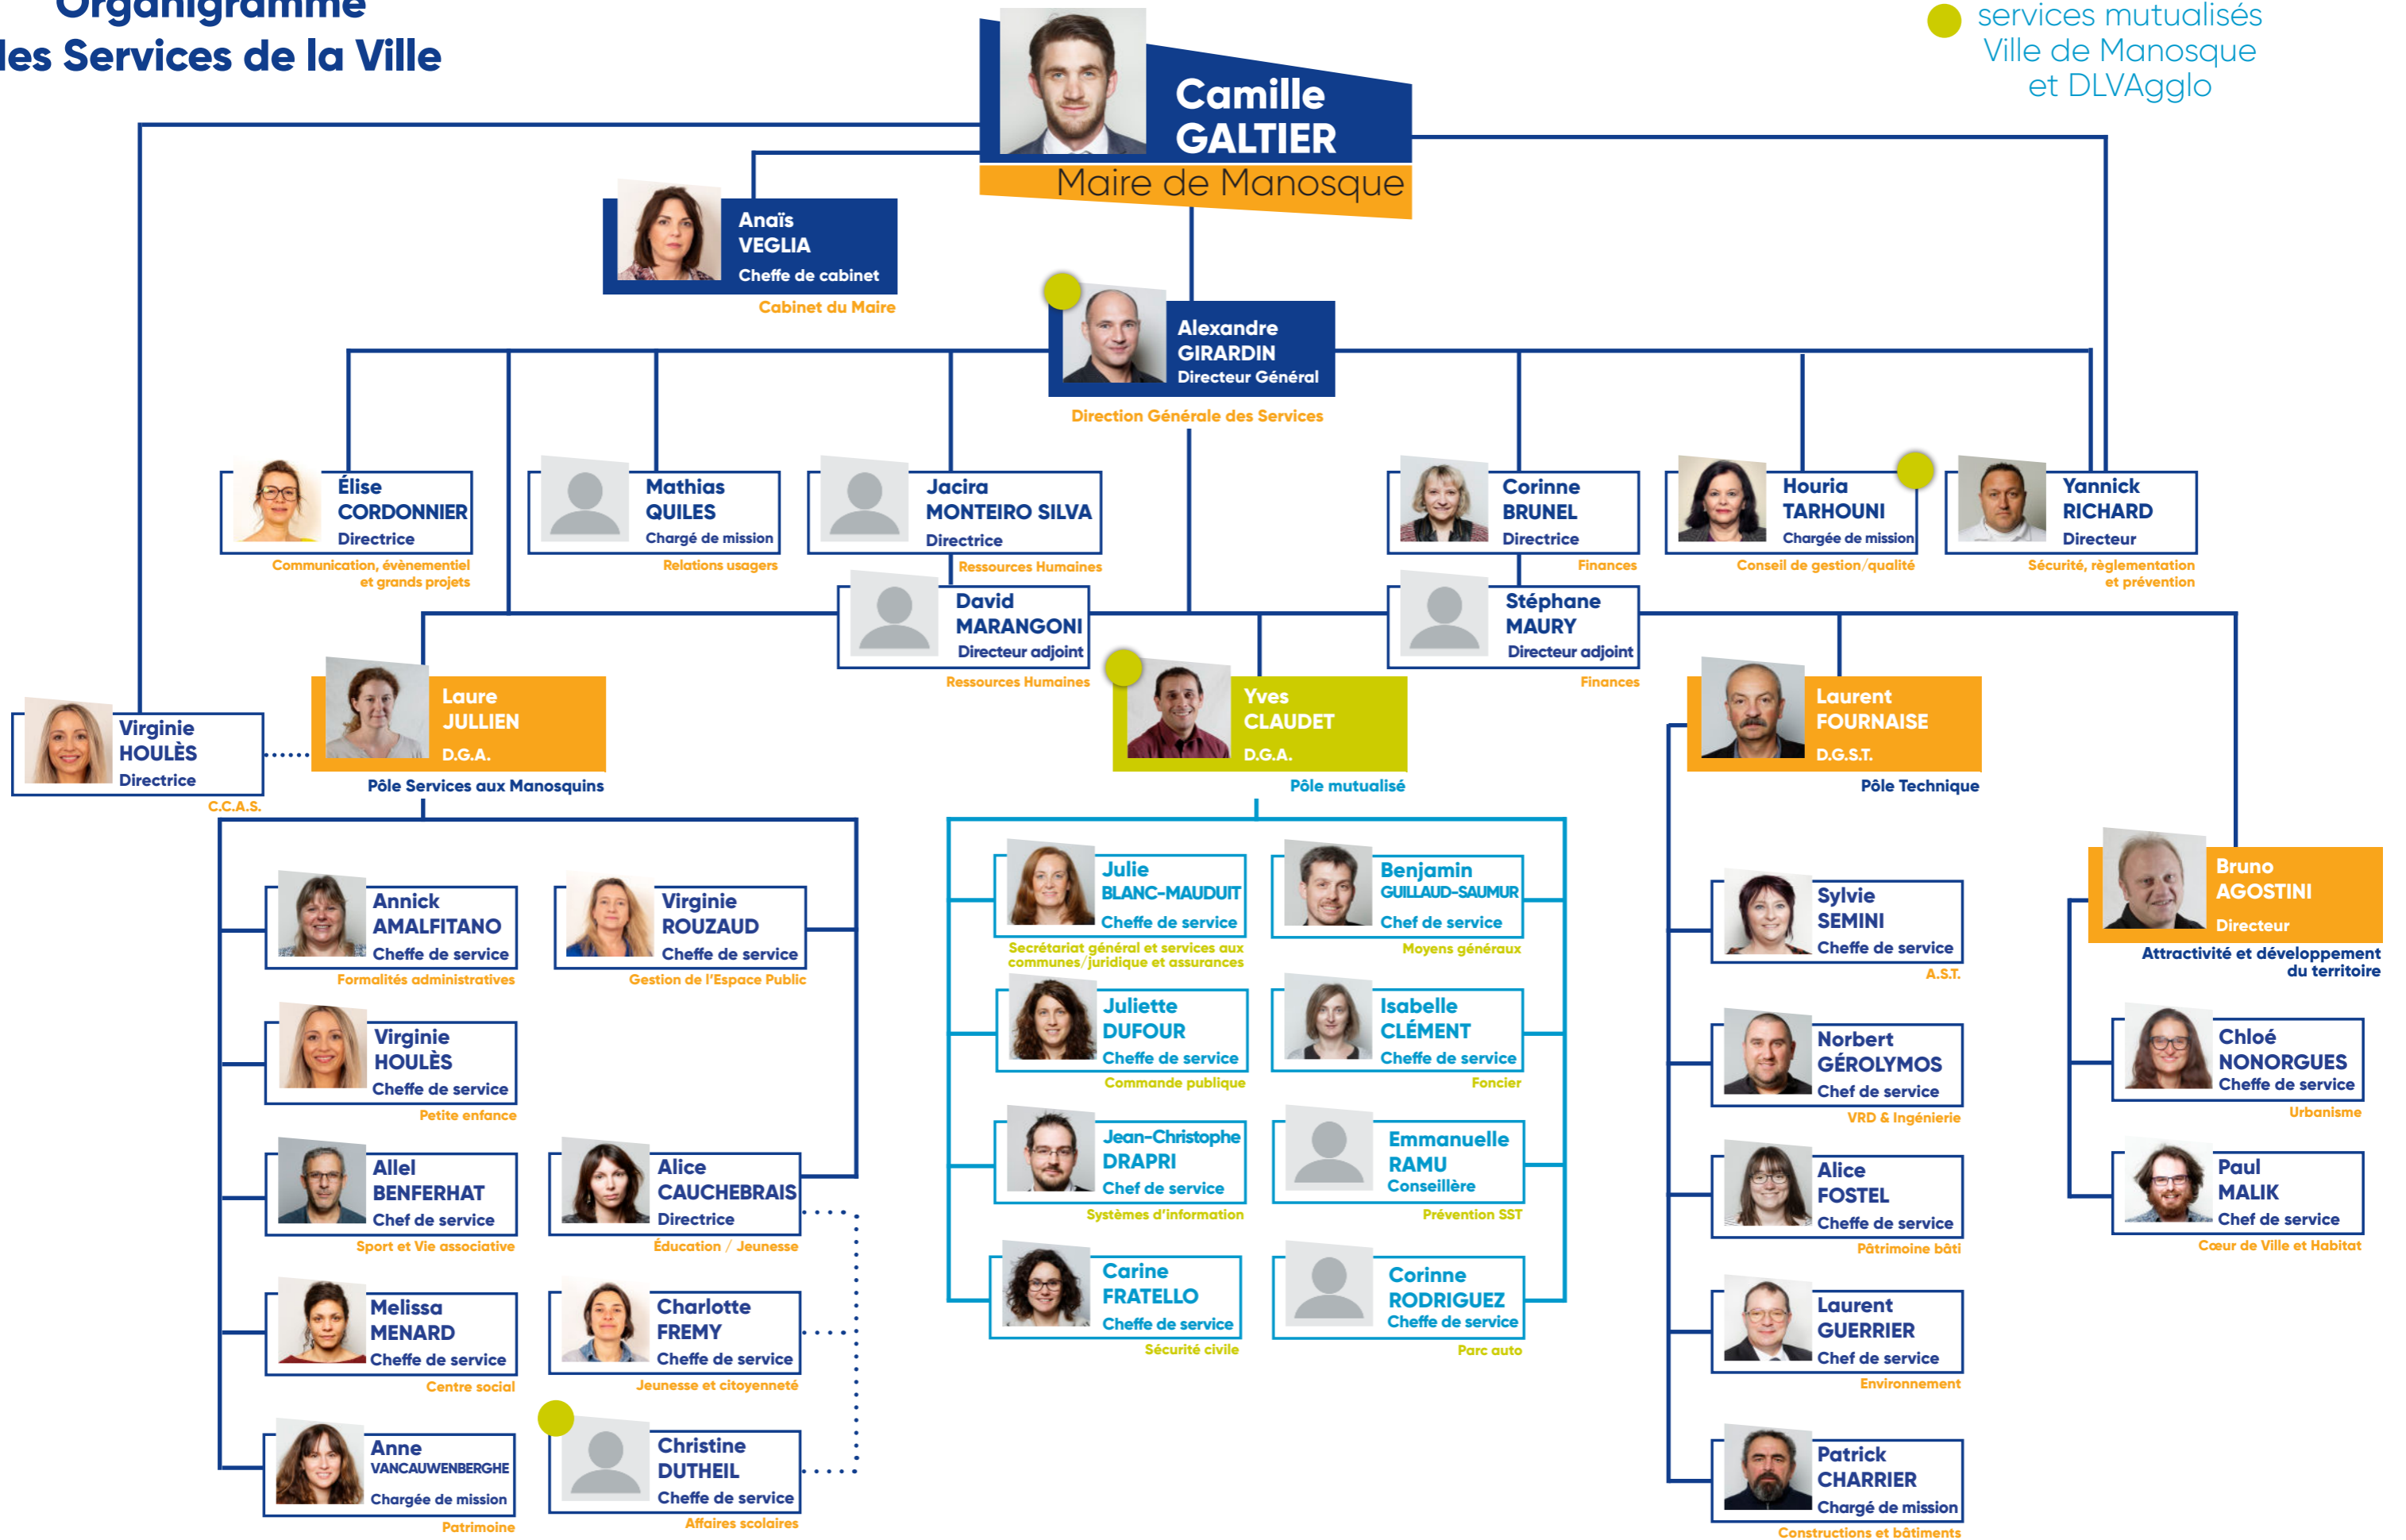 Organigramme
des Services de la Ville
services mutualisés
Ville de Manosque
et DLVAgglo
Camille
GALTIER
Maire de Manosque
Anaïs
VEGLIA
Cheffe de cabinet
Cabinet du Maire
Alexandre
GIRARDIN
Directeur Général
Direction Générale des Services
Élise
CORDONNIER
Directrice
Communication, évènementiel
et grands projets
Mathias
QUILES
Chargé de mission
Relations usagers
Jacira
MONTEIRO SILVA
Directrice
Ressources Humaines
David
MARANGONI
Directeur adjoint
Ressources Humaines
Corinne
BRUNEL
Directrice
Finances
Stéphane
MAURY
Directeur adjoint
Finances
Houria
TARHOUNI
Chargée de mission
Conseil de gestion/qualité
Yannick
RICHARD
Directeur
Sécurité, règlementation
et prévention
Virginie
HOULÈS
Directrice
C.C.A.S.
Laure
JULLIEN
D.G.A.
Pôle Services aux Manosquins
Yves
CLAUDET
D.G.A.
Pôle mutualisé
Laurent
FOURNAISE
D.G.S.T.
Pôle Technique
Bruno
AGOSTINI
Directeur
Attractivité et développement
du territoire
Annick
AMALFITANO
Cheffe de service
Formalités administratives
Virginie
ROUZAUD
Cheffe de service
Gestion de l'Espace Public
Virginie
HOULÈS
Cheffe de service
Petite enfance
Allel
BENFERHAT
Chef de service
Sport et Vie associative
Alice
CAUCHEBRAIS
Directrice
Éducation / Jeunesse
Melissa
MENARD
Cheffe de service
Centre social
Charlotte
FREMY
Cheffe de service
Jeunesse et citoyenneté
Anne
VANCAUWENBERGHE
Chargée de mission
Patrimoine
Christine
DUTHEIL
Cheffe de service
Affaires scolaires
Julie
BLANC-MAUDUIT
Cheffe de service
Secrétariat général et services aux
communes/juridique et assurances
Benjamin
GUILLAUD-SAUMUR
Chef de service
Moyens généraux
Juliette
DUFOUR
Cheffe de service
Commande publique
Isabelle
CLÉMENT
Cheffe de service
Foncier
Jean-Christophe
DRAPRI
Chef de service
Systèmes d'information
Emmanuelle
RAMU
Conseillère
Prévention SST
Carine
FRATELLO
Cheffe de service
Sécurité civile
Corinne
RODRIGUEZ
Cheffe de service
Parc auto
Sylvie
SEMINI
Cheffe de service
A.S.T.
Norbert
GÉROLYMOS
Chef de service
VRD & Ingénierie
Alice
FOSTEL
Cheffe de service
Pâtrimoine bâti
Laurent
GUERRIER
Chef de service
Environnement
Patrick
CHARRIER
Chargé de mission
Constructions et bâtiments
Chloé
NONORGUES
Cheffe de service
Urbanisme
Paul
MALIK
Chef de service
Cœur de Ville et Habitat